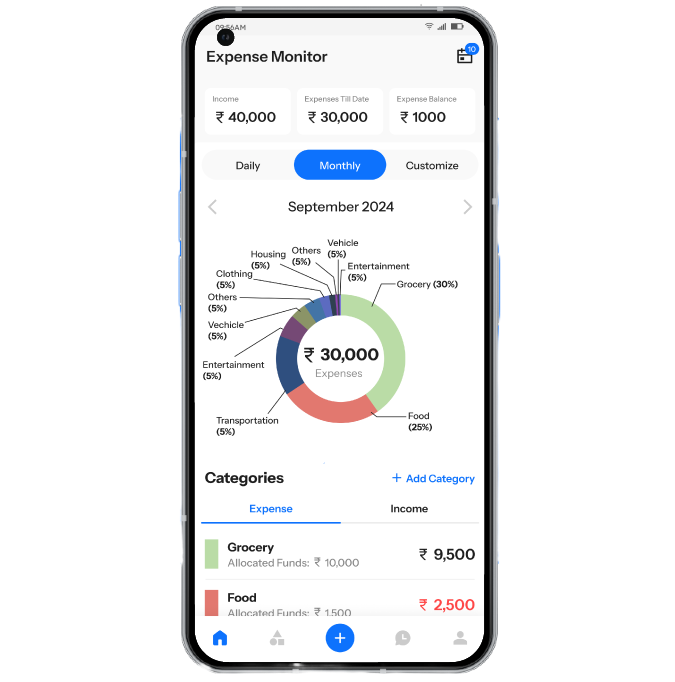 09:56AM
Expense Monitor
10
Income
Expenses Till Date
Expense Balance
₹ 40,000
₹ 30,000
₹ 1000
Daily
Monthly
Customize
September 2024
Vehicle
(5%)
Others
(5%)
Housing
(5%)
Entertainment
(5%)
Clothing
(5%)
Grocery (30%)
Others
(5%)
Vechicle
(5%)
₹ 30,000
Expenses
Entertainment
(5%)
Transportation
(5%)
Food
(25%)
Categories
+ Add Category
Expense
Income
Grocery
Allocated Funds: ₹ 10,000
₹ 9,500
Food
Allocated Funds: ₹ 1,500
₹ 2,500